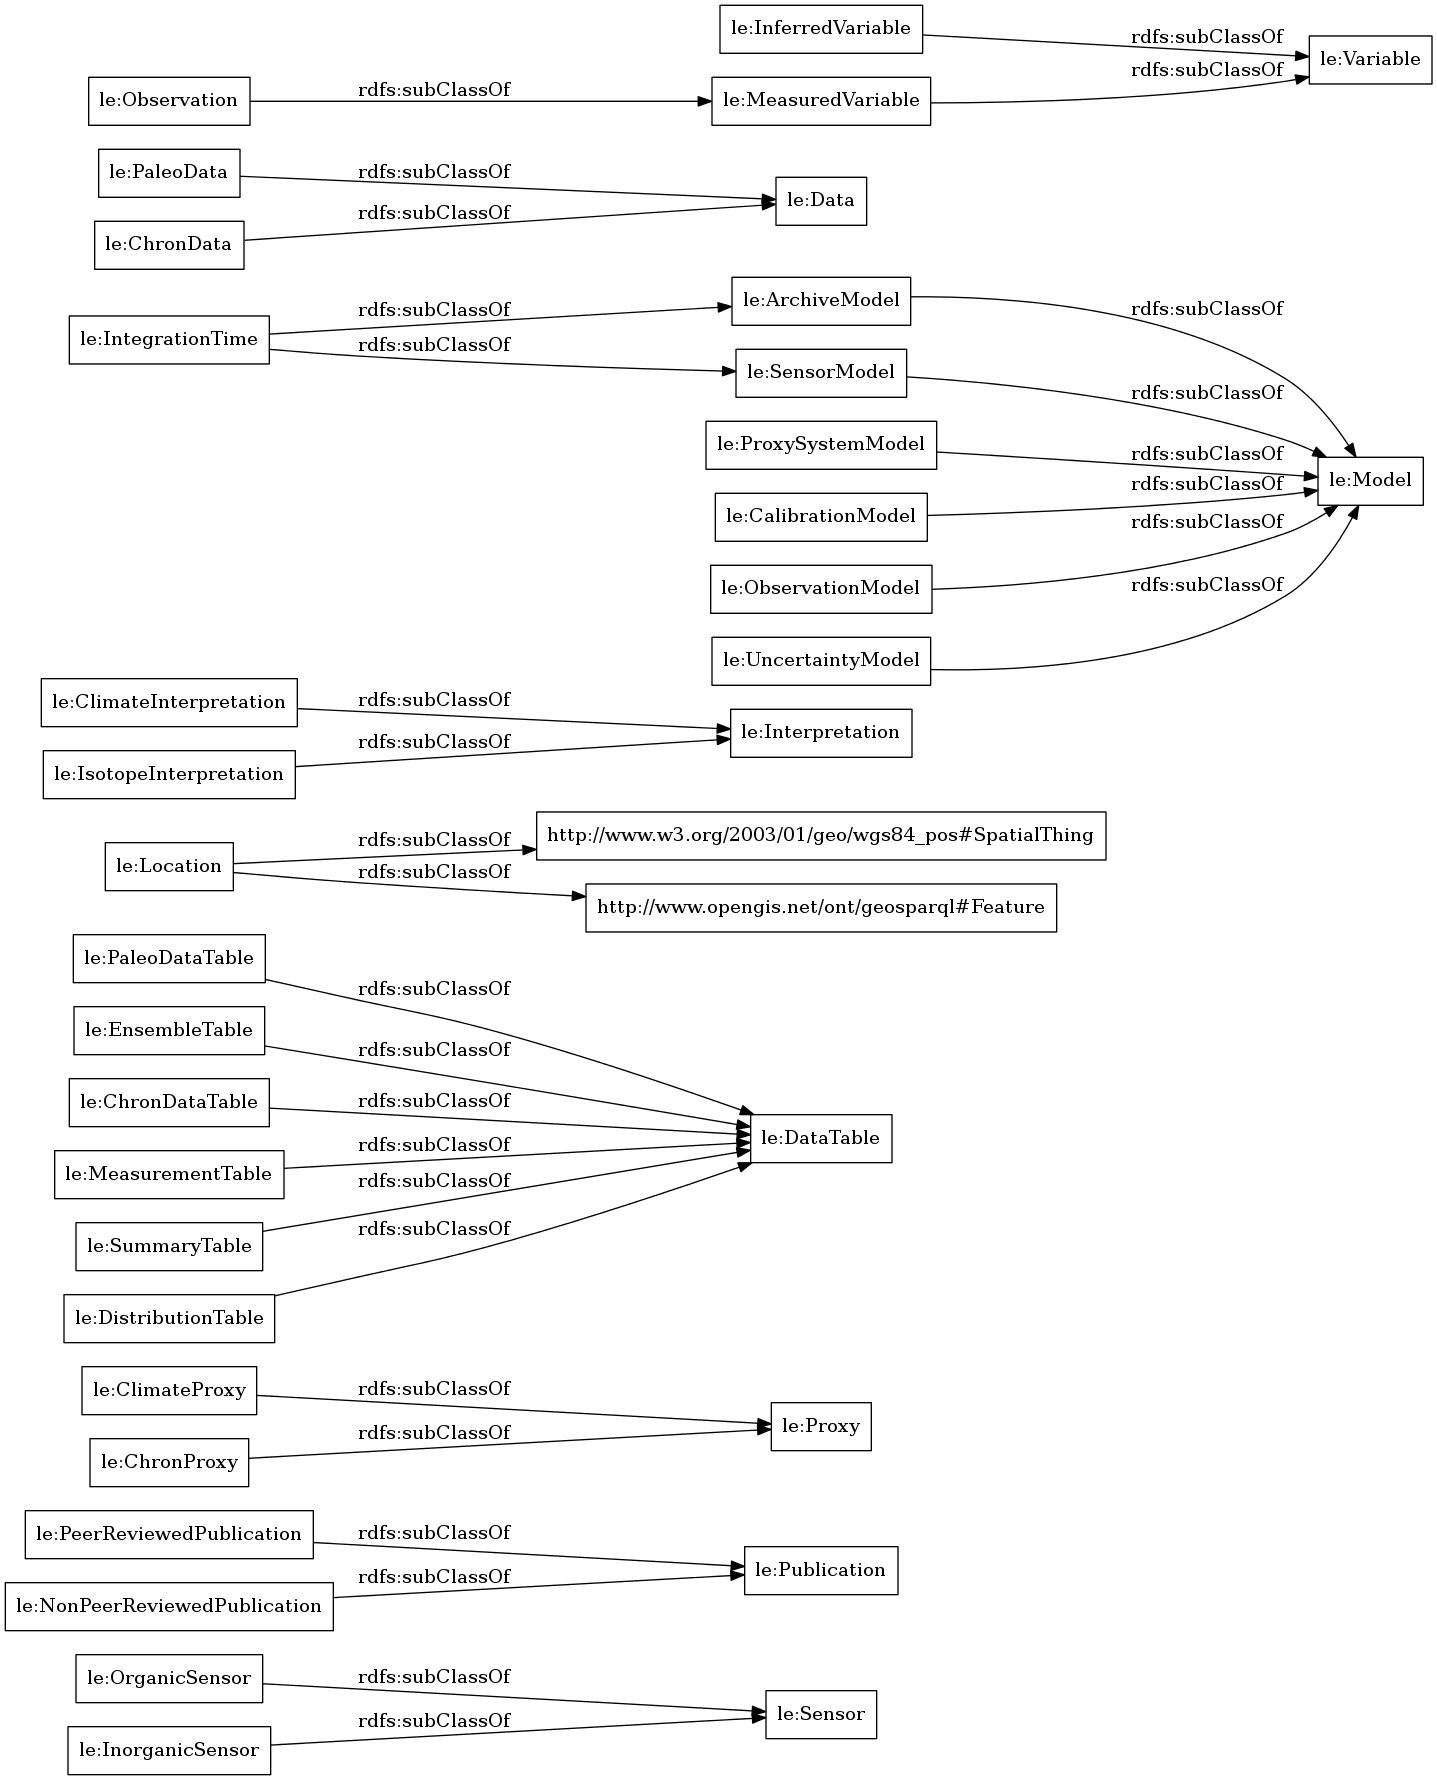 le:InferredVariable
rdfs:subClassOf
le:Variable
le:Observation
rdfs:subClassOf
le:MeasuredVariable
rdfs:subClassOf
le:PaleoData
rdfs:subClassOf
le:Data
le:ChronData
rdfs:subClassOf
le:IntegrationTime
rdfs:subClassOf
le:ArchiveModel
rdfs:subClassOf
rdfs:subClassOf
le:SensorModel
rdfs:subClassOf
le:ProxySystemModel
rdfs:subClassOf
le:Model
le:CalibrationModel
rdfs:subClassOf
le:ObservationModel
rdfs:subClassOf
le:UncertaintyModel
rdfs:subClassOf
le:ClimateInterpretation
rdfs:subClassOf
le:Interpretation
le:IsotopeInterpretation
rdfs:subClassOf
le:Location
rdfs:subClassOf
http://www.w3.org/2003/01/geo/wgs84_pos#SpatialThing
rdfs:subClassOf
http://www.opengis.net/ont/geosparql#Feature
le:PaleoDataTable
rdfs:subClassOf
le:EnsembleTable
rdfs:subClassOf
le:ChronDataTable
rdfs:subClassOf
le:DataTable
le:MeasurementTable
rdfs:subClassOf
le:SummaryTable
rdfs:subClassOf
le:DistributionTable
rdfs:subClassOf
le:ClimateProxy
rdfs:subClassOf
le:Proxy
le:ChronProxy
rdfs:subClassOf
le:PeerReviewedPublication
rdfs:subClassOf
le:Publication
le:NonPeerReviewedPublication
rdfs:subClassOf
le:OrganicSensor
rdfs:subClassOf
le:Sensor
le:InorganicSensor
rdfs:subClassOf